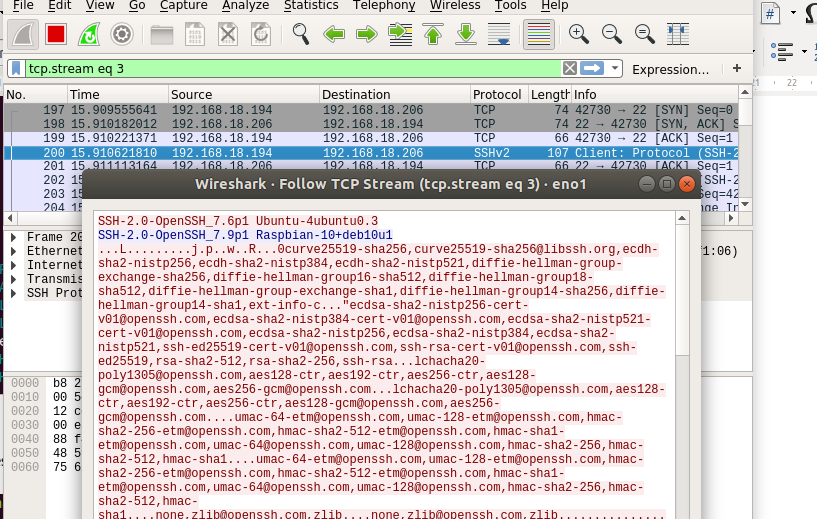 File Edit View Go Capture Analyze Statistics Telephony Wireless Tools Help
tcp.stream eq 3 Expression… +
No. Time Source Destination Protocol Length Info
197 15.909555641 192.168.18.194 192.168.18.206 TCP 74 42730 → 22 [SYN] Seq=0
198 15.910182012 192.168.18.206 192.168.18.194 TCP 74 22 → 42730 [SYN, ACK] S
199 15.910221371 192.168.18.194 192.168.18.206 TCP 66 42730 → 22 [ACK] Seq=1
200 15.910621810 192.168.18.194 192.168.18.206 SSHv2 107 Client: Protocol (SSH-2
201 15.911113164 192.168.18.206 192.168.18.194 TCP 66 22 → 42730 [ACK] Seq=1
202 15
203 15
204 15
Wireshark · Follow TCP Stream (tcp.stream eq 3) · eno1
SSH-2.0-OpenSSH_7.6p1 Ubuntu-4ubuntu0.3
SSH-2.0-OpenSSH_7.9p1 Raspbian-10+deb10u1
...L.........j.p..w..R...0curve25519-sha256,curve25519-sha256@libssh.org,ecdh-
sha2-nistp256,ecdh-sha2-nistp384,ecdh-sha2-nistp521,diffie-hellman-group-
exchange-sha256,diffie-hellman-group16-sha512,diffie-hellman-group18-
sha512,diffie-hellman-group-exchange-sha1,diffie-hellman-group14-sha256,diffie-
hellman-group14-sha1,ext-info-c..."ecdsa-sha2-nistp256-cert-
v01@openssh.com,ecdsa-sha2-nistp384-cert-v01@openssh.com,ecdsa-sha2-nistp521-
cert-v01@openssh.com,ecdsa-sha2-nistp256,ecdsa-sha2-nistp384,ecdsa-sha2-
nistp521,ssh-ed25519-cert-v01@openssh.com,ssh-rsa-cert-v01@openssh.com,ssh-
ed25519,rsa-sha2-512,rsa-sha2-256,ssh-rsa...lchacha20-
poly1305@openssh.com,aes128-ctr,aes192-ctr,aes256-ctr,aes128-
gcm@openssh.com,aes256-gcm@openssh.com...lchacha20-poly1305@openssh.com,aes128-
ctr,aes192-ctr,aes256-ctr,aes128-gcm@openssh.com,aes256-
gcm@openssh.com....umac-64-etm@openssh.com,umac-128-etm@openssh.com,hmac-
sha2-256-etm@openssh.com,hmac-sha2-512-etm@openssh.com,hmac-sha1-
etm@openssh.com,umac-64@openssh.com,umac-128@openssh.com,hmac-sha2-256,hmac-
sha2-512,hmac-sha1....umac-64-etm@openssh.com,umac-128-etm@openssh.com,hmac-
sha2-256-etm@openssh.com,hmac-sha2-512-etm@openssh.com,hmac-sha1-
etm@openssh.com,umac-64@openssh.com,umac-128@openssh.com,hmac-sha2-256,hmac-
sha2-512,hmac-
sha1....none,zlib@openssh.com,zlib....none,zlib@openssh.com,zlib..............
Frame 20
Ethernet 1:06)
Internet
Transmis
SSH Prot
0000 b8 2
0010 00 5
0020 12 c
0030 00 e
0040 88 f
0050 48 5
0060 75 6